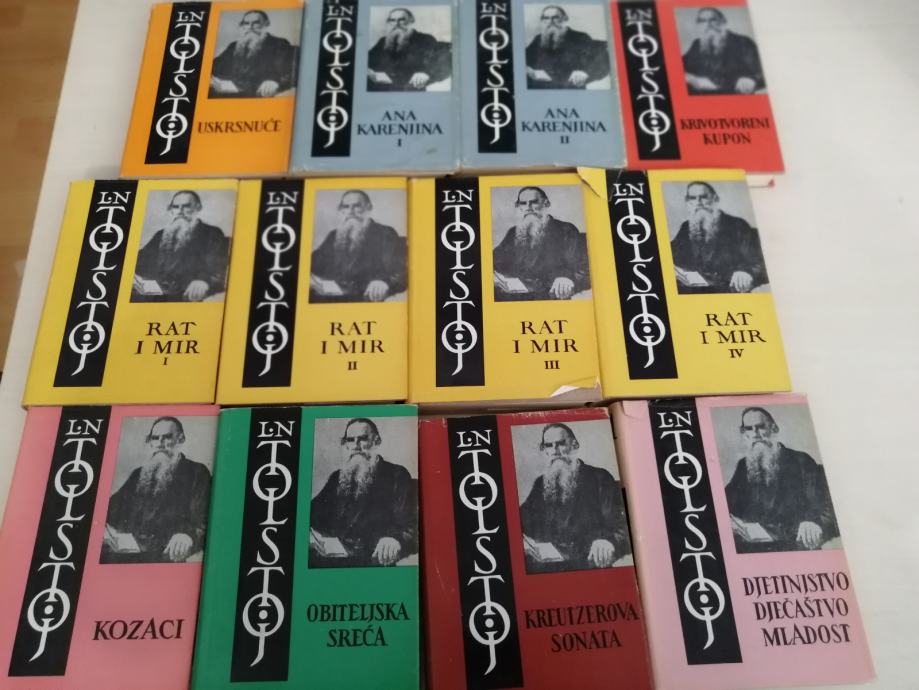 L·N
TOLSTOJ
USKRSNUĆE
L·N
TOLSTOJ
ANA
KARENJINA
I
L·N
TOLSTOJ
ANA
KARENJINA
II
L·N
TOLSTOJ
KRIVOTVORENI
KUPON
L·N
TOLSTOJ
RAT
I MIR
I
L·N
TOLSTOJ
RAT
I MIR
II
L·N
TOLSTOJ
RAT
I MIR
III
L·N
TOLSTOJ
RAT
I MIR
IV
L·N
TOLSTOJ
KOZACI
L·N
TOLSTOJ
OBITELJSKA
SREĆA
L·N
TOLSTOJ
KREUTZEROVA
SONATA
L·N
TOLSTOJ
DJETINJSTVO
DJEČAŠTVO
MLADOST